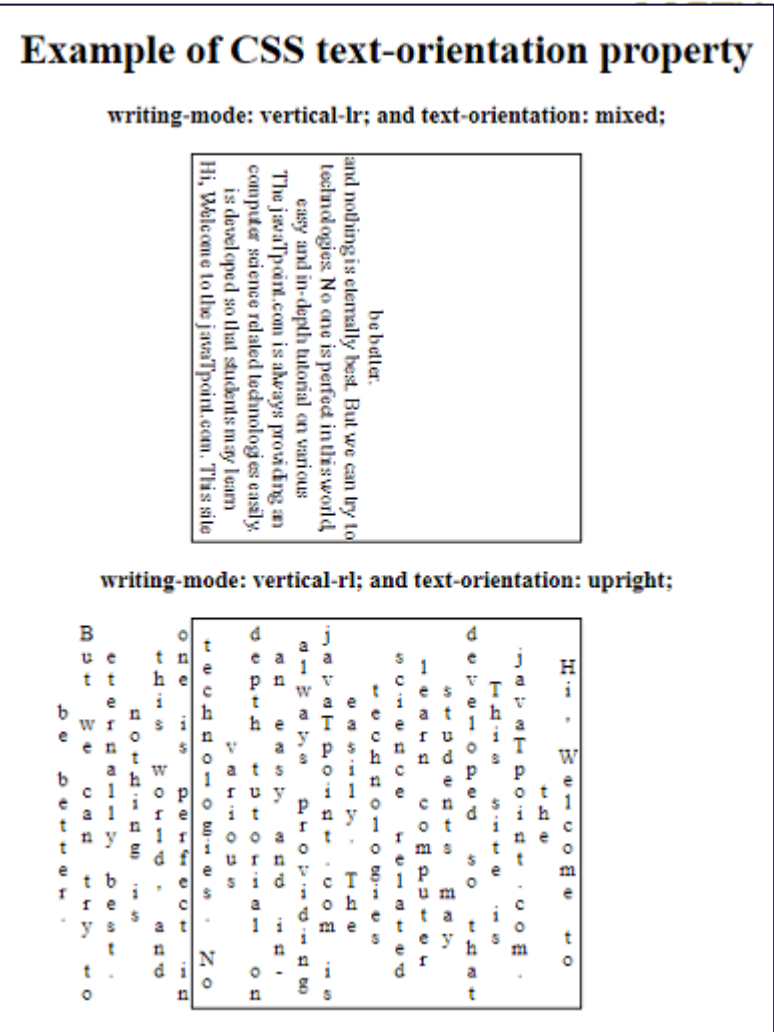 Example of CSS text-orientation property
writing-mode: vertical-lr; and text-orientation: mixed;
Hi, Welcome to the javaTpoint.com. This site
is developed so that students may learn
computer science related technologies easily.
The javaTpoint.com is always providing an
easy and in-depth tutorial on various
technologies. No one is perfect in this world,
and nothing is eternally best. But we can try to
be better.
writing-mode: vertical-rl; and text-orientation: upright;
Hi, Welcome to
the
javaTpoint.com.
This site is
developed so that
students may
learn computer
science related
technologies
easily. The
javaTpoint.com is
always providing
an easy and in-
depth tutorial on
various
technologies. No
one is perfect in
this world, and
nothing is
eternally best.
But we can try to
be better.